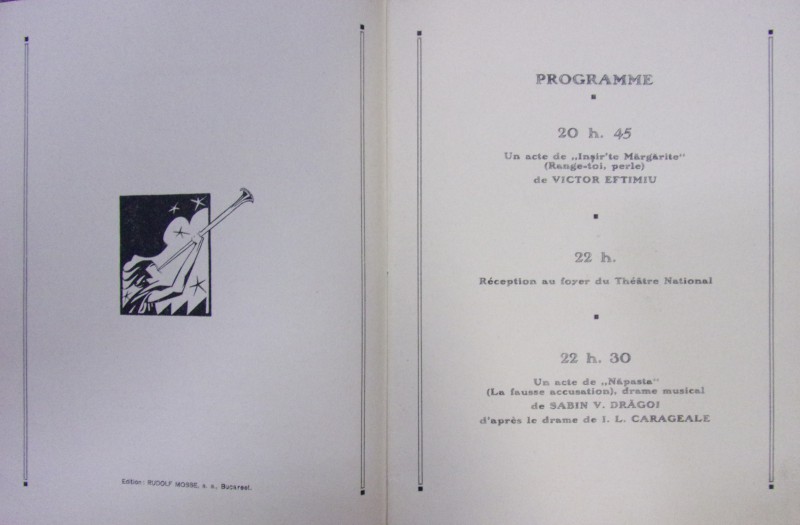 Edition: RUDOLF MOSSE, s. a., Bucarest.
PROGRAMME
20 h. 45
Un acte de „Inşir'te Mărgărite"
(Range-toi, perle)
de VICTOR EFTIMIU
22 h.
Réception au foyer du Théâtre National
22 h. 30
Un acte de „Năpasta"
(La fausse accusation), drame musical
de SABIN V. DRĂGOI
d'après le drame de I. L. CARAGEALE